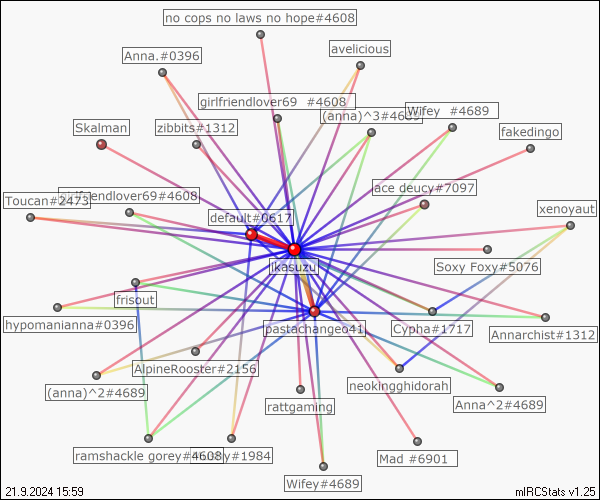 no cops no laws no hope#4608
avelicious
Anna.#0396
girlfriendlover69 #4608
(anna)^3#4689
Wifey #4689
Skalman
zibbits#1312
fakedingo
ace deucy#7097
Toucan#2473
girlfriendlover69#4608
default#0617
xenoyaut
ikasuzu
Soxy Foxy#5076
frisout
hypomanianna#0396
pastachangeo41
Cypha#1717
Annarchist#1312
AlpineRooster#2156
(anna)^2#4689
neokingghidorah
rattgaming
Anna^2#4689
ramshackle gorey#4608
#1984
Mad #6901
Wifey#4689
21.9.2024 15:59
mIRCStats v1.25